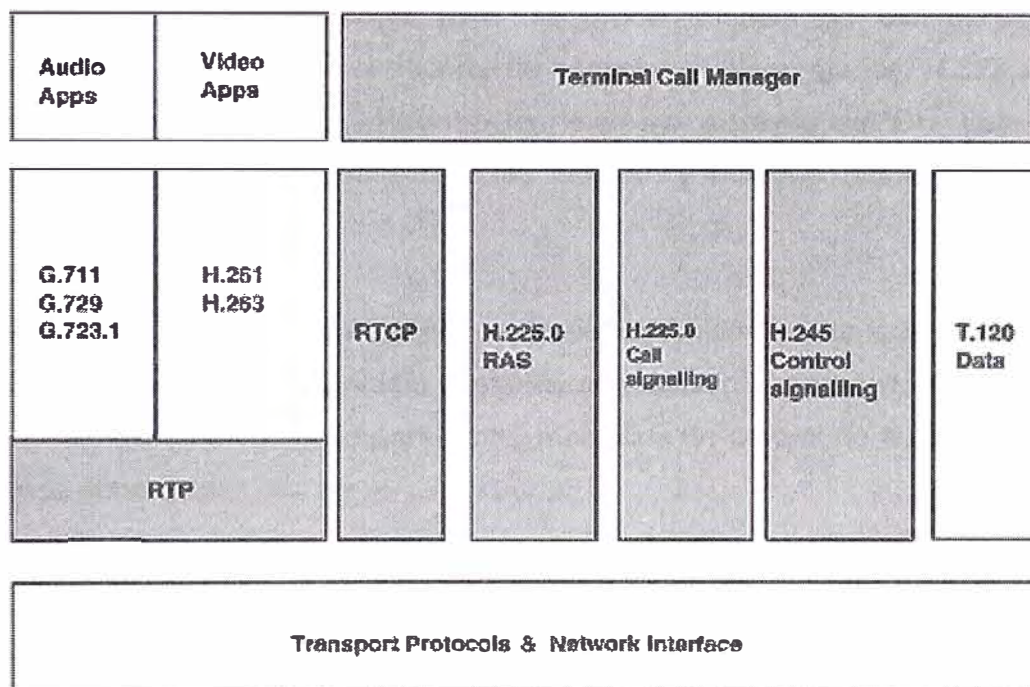 Audio
Apps
Video
Apps
Terminal Call Manager
G.711
G.729
G.723.1
H.261
H.263
RTP
RTCP
H.225.0
RAS
H.225.0
Call
signalling
H.245
Control
signalling
T.120
Data
Transport Protocols & Network Interface